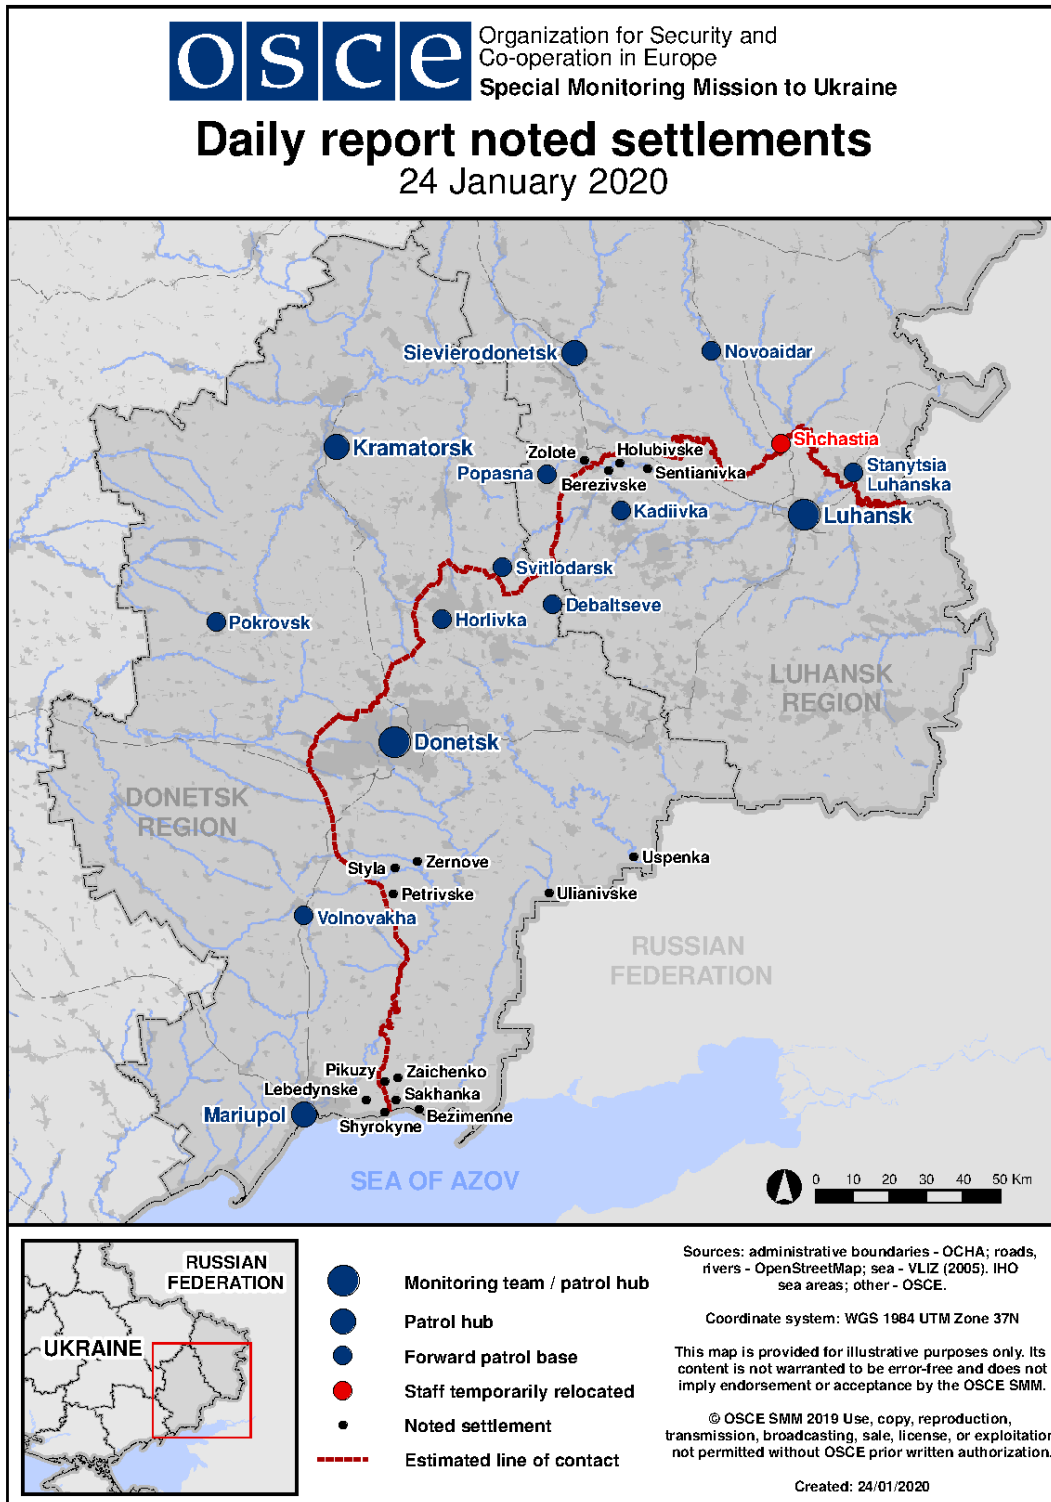 osce
Organization for Security and
Co-operation in Europe
Special Monitoring Mission to Ukraine
Daily report noted settlements
24 January 2020
Sievierodonetsk
Novoaidar
Kramatorsk
Shchastia
Zolote
Holubivske
Popasna
Berezivske
Sentianivka
Stanytsia
Luhanska
Kadiivka
Luhansk
Svitlodarsk
Debaltseve
Pokrovsk
Horlivka
LUHANSK
REGION
Donetsk
DONETSK
REGION
Zernove
Styla
Uspenka
Petrivske
Ulianivske
Volnovakha
RUSSIAN
FEDERATION
Pikuzy
Zaichenko
Lebedynske
Sakhanka
Mariupol
Bezimenne
Shyrokyne
SEA OF AZOV
0 10 20 30 40 50 Km
RUSSIAN
FEDERATION
UKRAINE
Monitoring team / patrol hub
Patrol hub
Forward patrol base
Staff temporarily relocated
Noted settlement
Estimated line of contact
Sources: administrative boundaries - OCHA; roads,
rivers - OpenStreetMap; sea - VLIZ (2005). IHO
sea areas; other - OSCE.
Coordinate system: WGS 1984 UTM Zone 37N
This map is provided for illustrative purposes only. Its
content is not warranted to be error-free and does not
imply endorsement or acceptance by the OSCE SMM.
© OSCE SMM 2019 Use, copy, reproduction,
transmission, broadcasting, sale, license, or exploitation
not permitted without OSCE prior written authorization.
Created: 24/01/2020